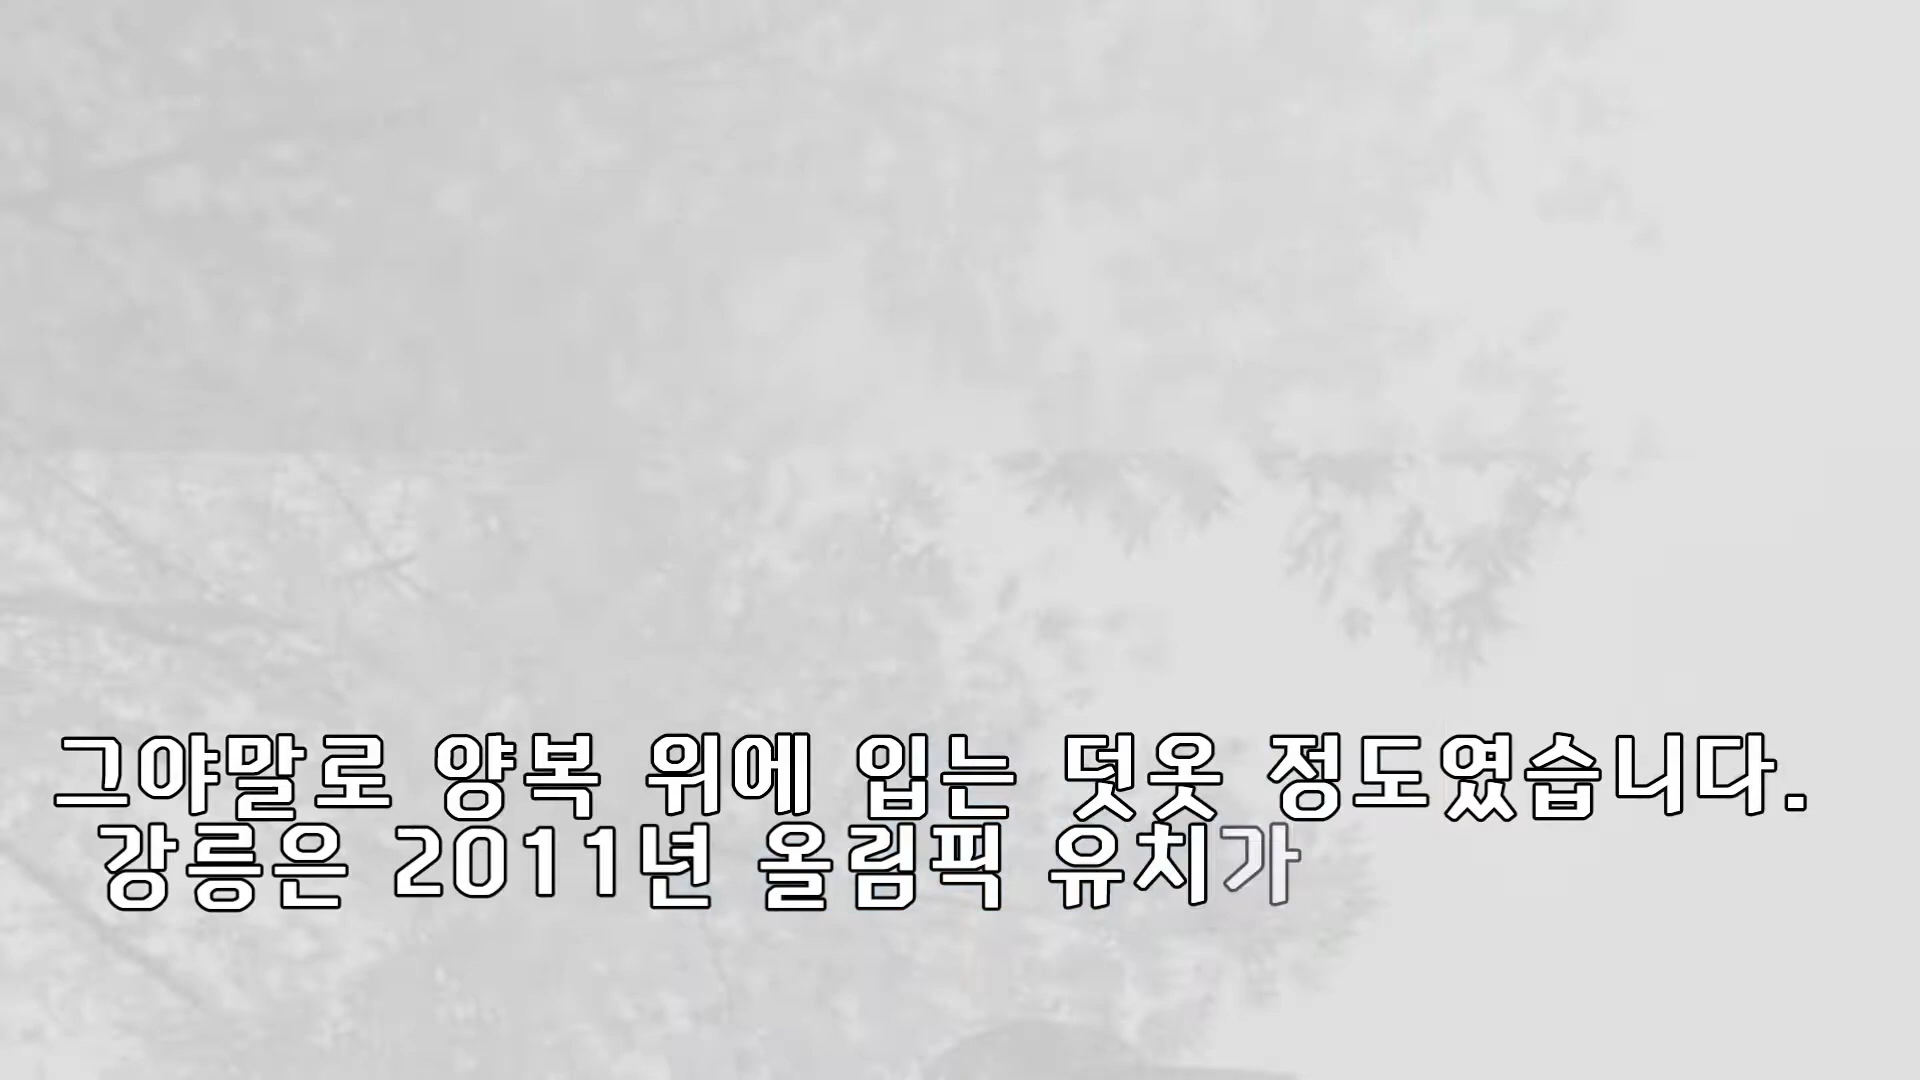 그야말로 양복 위에 입는 덧옷 정도였습니다.
강릉은 2011년 올림픽 유치가